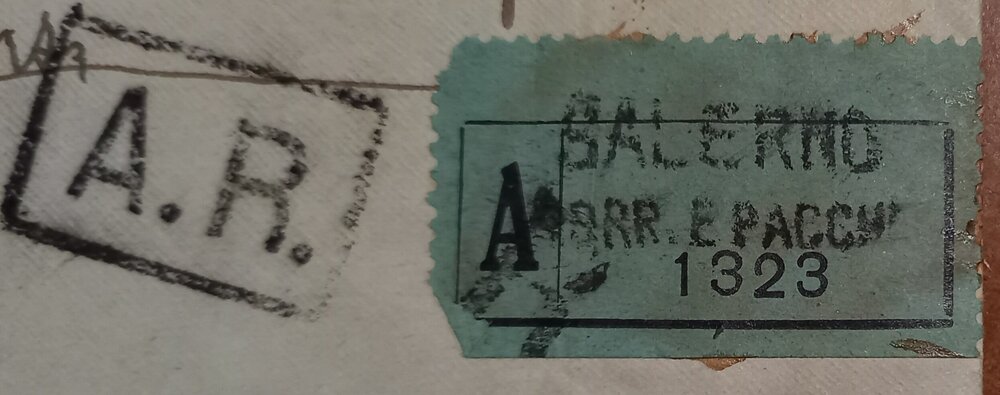 A.R.
SALERNO
A
ARR. E PACCHI
1323